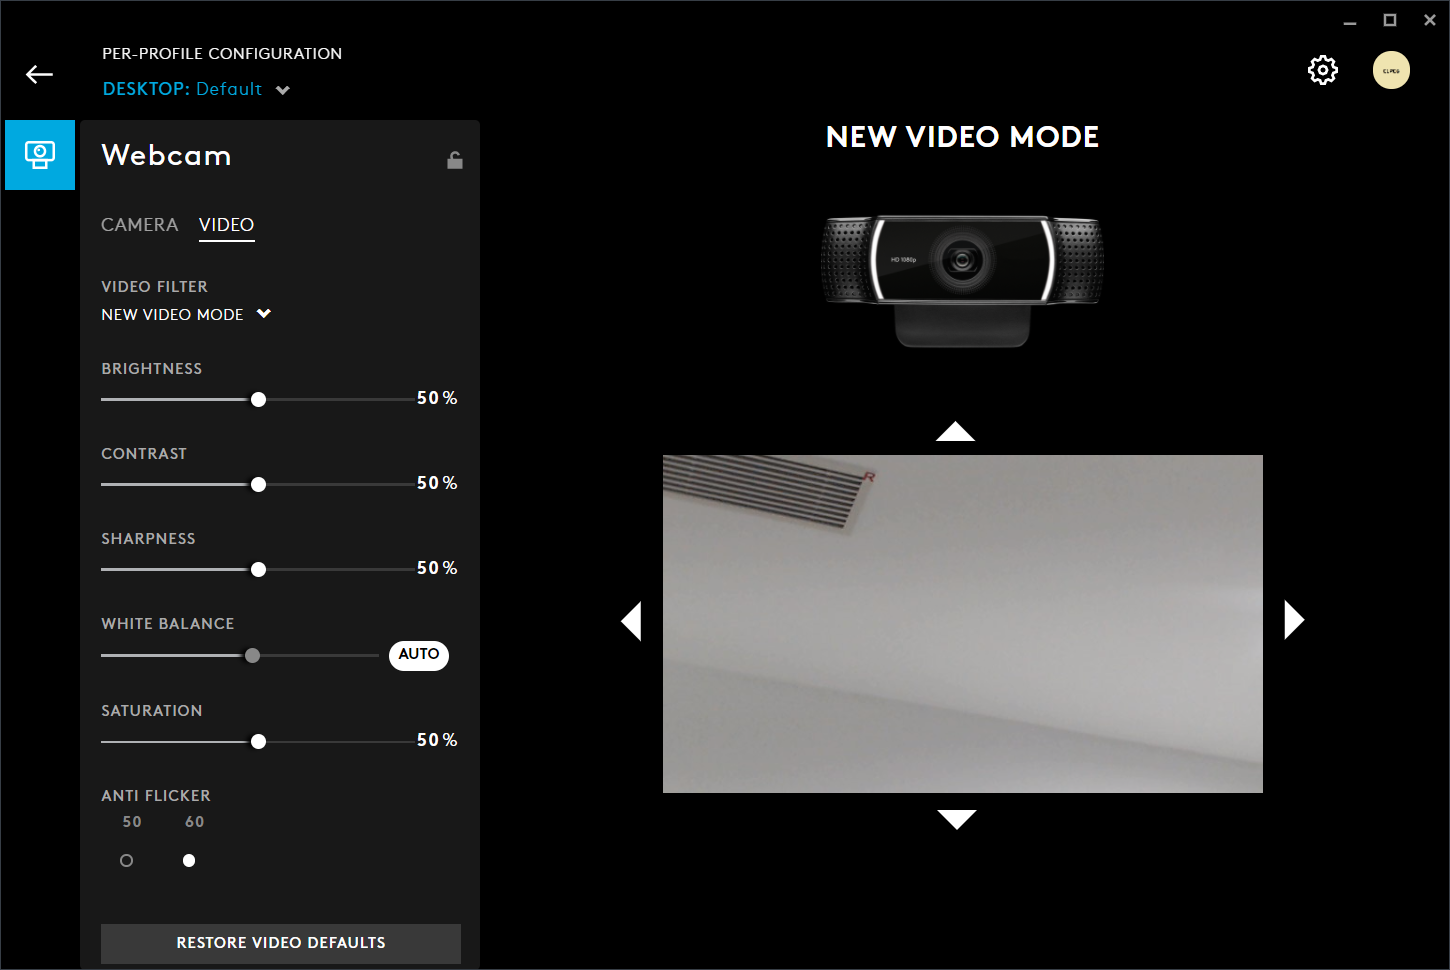 PER-PROFILE CONFIGURATION
DESKTOP: Default
NEW VIDEO MODE
Webcam
CAMERA VIDEO
VIDEO FILTER
NEW VIDEO MODE
BRIGHTNESS
50%
CONTRAST
50%
SHARPNESS
50%
WHITE BALANCE
AUTO
SATURATION
50%
ANTI FLICKER
50 60
RESTORE VIDEO DEFAULTS
HD 1080p
R